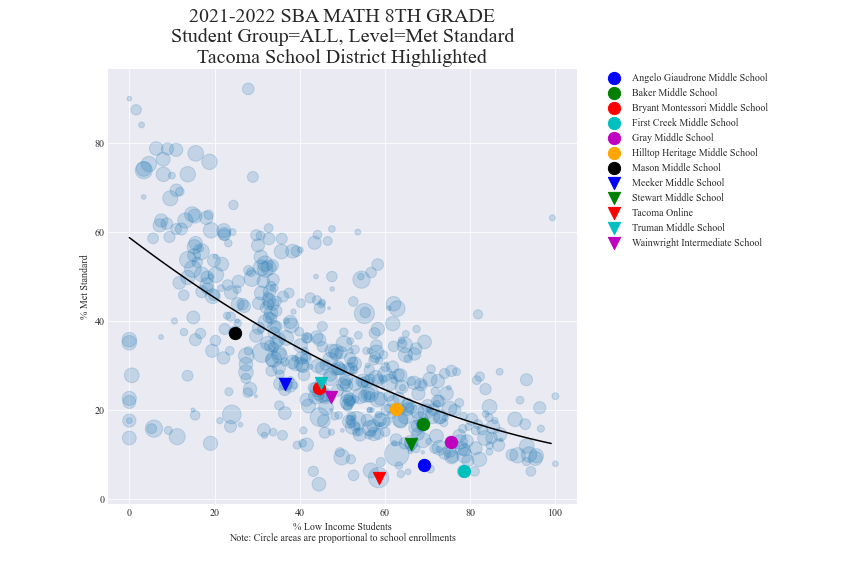 2021-2022 SBA MATH 8TH GRADE
Student Group=ALL, Level=Met Standard
Tacoma School District Highlighted
% Met Standard
80
60
40
20
0
0 20 40 60 80 100
% Low Income Students
Note: Circle areas are proportional to school enrollments
Angelo Giaudrone Middle School
Baker Middle School
Bryant Montessori Middle School
First Creek Middle School
Gray Middle School
Hilltop Heritage Middle School
Mason Middle School
Meeker Middle School
Stewart Middle School
Tacoma Online
Truman Middle School
Wainwright Intermediate School